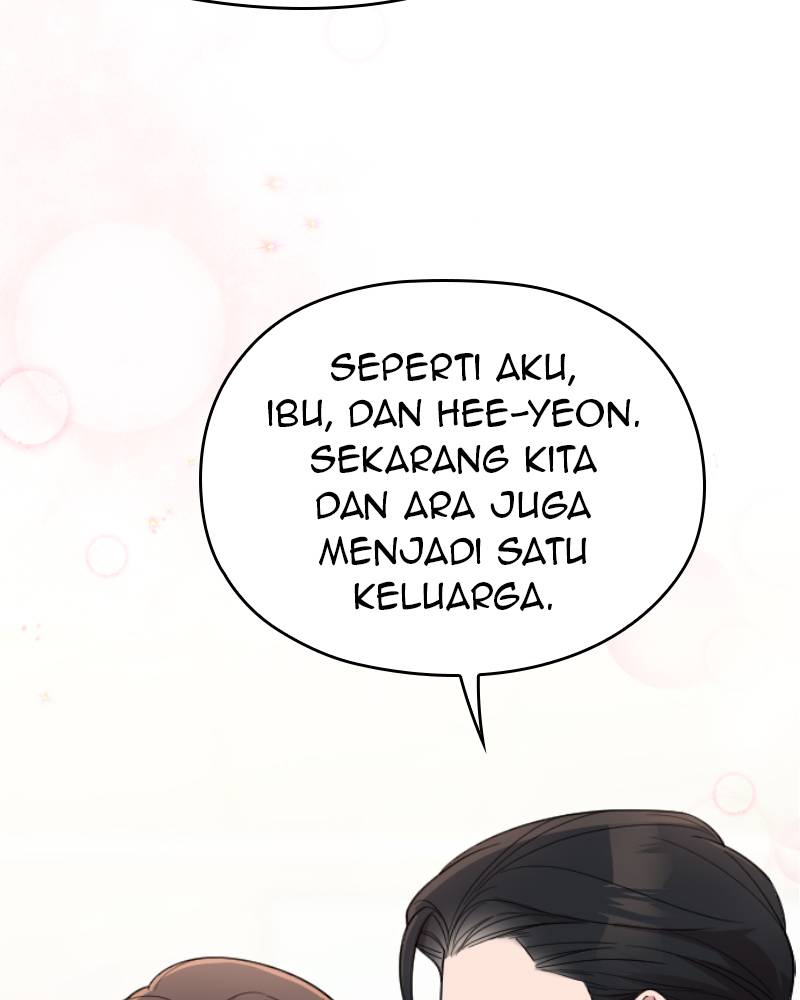 SEPERTI AKU,
IBU, DAN HEE-YEON.
SEKARANG KITA
DAN ARA JUGA
MENJADI SATU
KELUARGA.